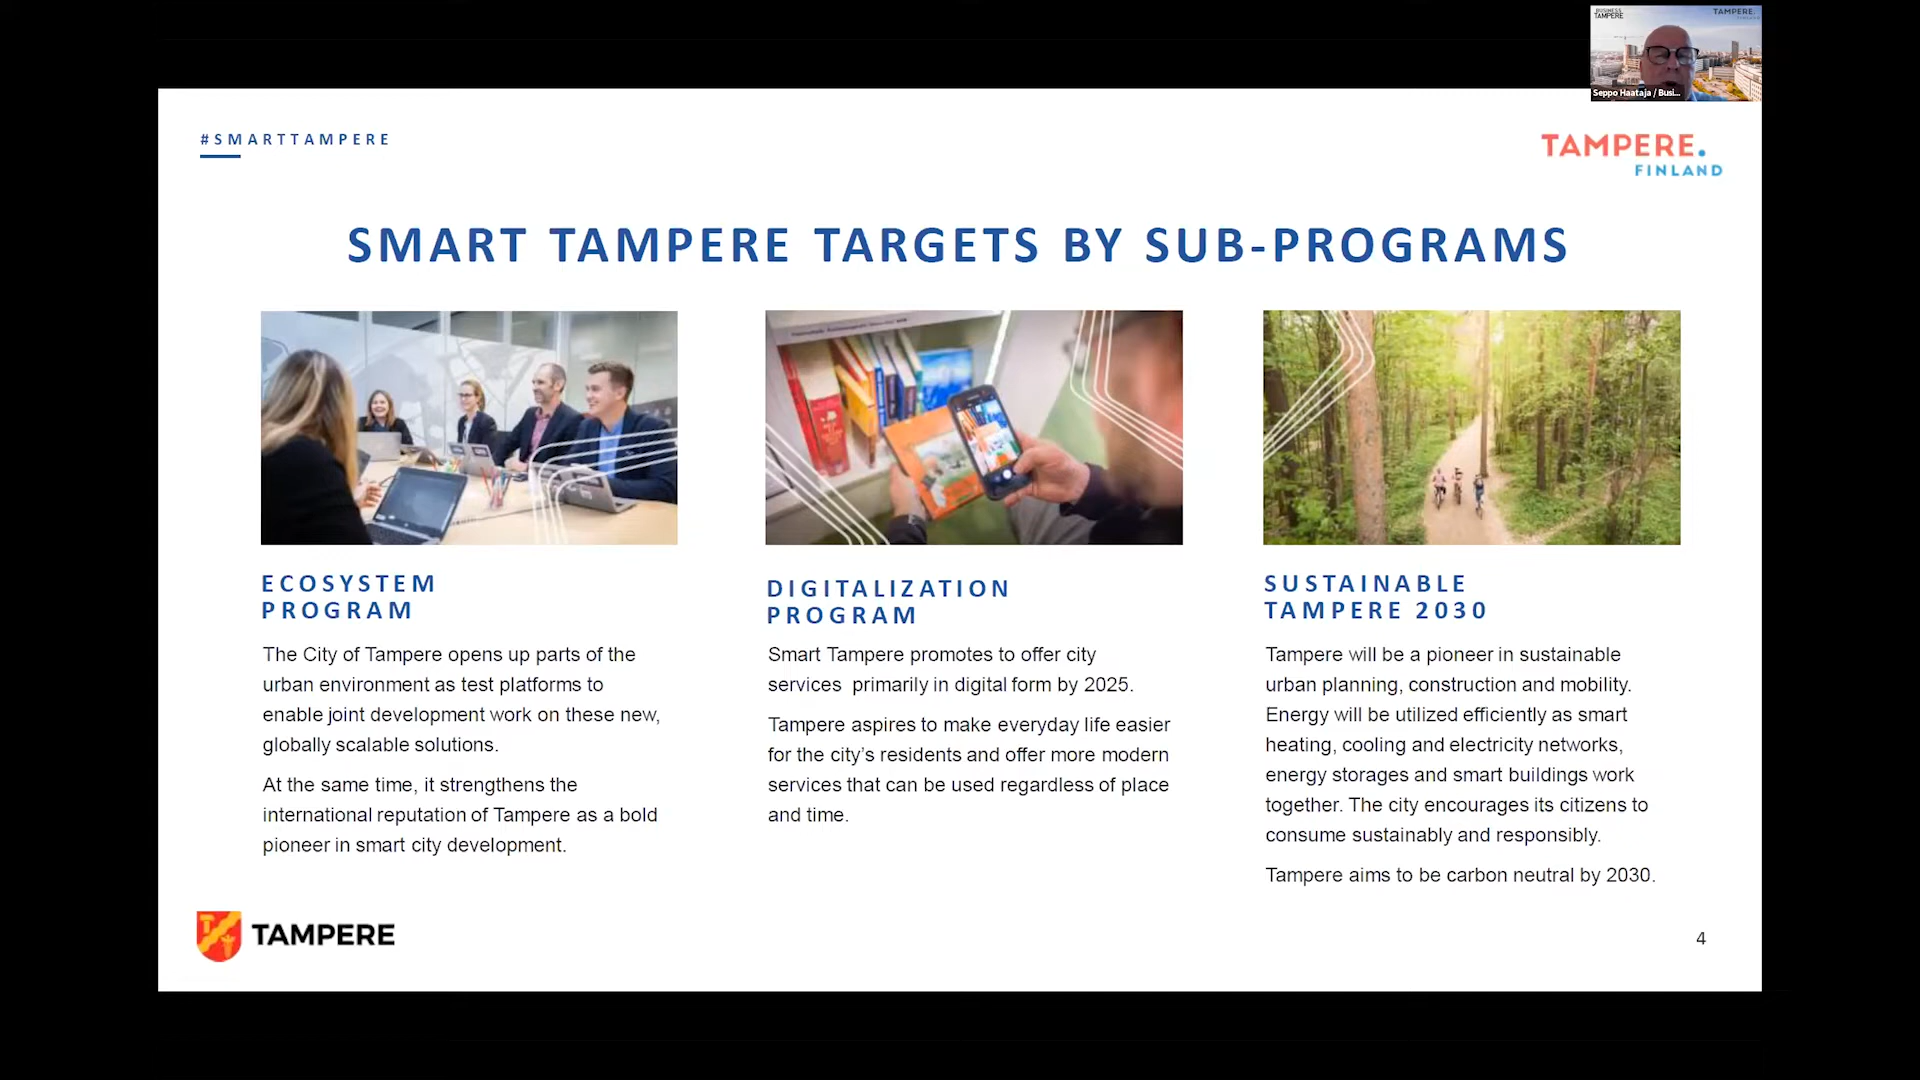 BUSINESS
TAMPERE
TAMPERE.
Seppo Haataja / Busi...
#SMARTTAMPERE
TAMPERE.
FINLAND
SMART TAMPERE TARGETS BY SUB-PROGRAMS
ECOSYSTEM
PROGRAM
The City of Tampere opens up parts of the
urban environment as test platforms to
enable joint development work on these new,
globally scalable solutions.
At the same time, it strengthens the
international reputation of Tampere as a bold
pioneer in smart city development.
DIGITALIZATION
PROGRAM
Smart Tampere promotes to offer city
services  primarily in digital form by 2025.
Tampere aspires to make everyday life easier
for the city’s residents and offer more modern
services that can be used regardless of place
and time.
SUSTAINABLE
TAMPERE 2030
Tampere will be a pioneer in sustainable
urban planning, construction and mobility.
Energy will be utilized efficiently as smart
heating, cooling and electricity networks,
energy storages and smart buildings work
together. The city encourages its citizens to
consume sustainably and responsibly.
Tampere aims to be carbon neutral by 2030.
TAMPERE
4